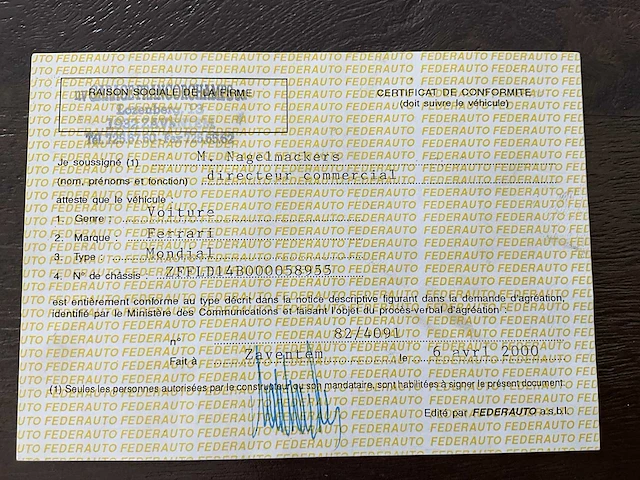 RAISON SOCIALE DE LA FIRME
CERTIFICAT DE CONFORMITE
(doit suivre le véhicule)
Lozenberg, 13
1932 ZAVENTEM
Je soussigné (1) M. Nagelmackers
(nom, prénoms et fonction) directeur commercial
atteste que le véhicule
1. Genre : Voiture
2. Marque : Ferrari
3. Type : Mondial
4. N° de châssis : ZFFLD14B000058955
est entièrement conforme au type décrit dans la notice descriptive figurant dans la demande d'agréation,
identifié par le Ministère des Communications et faisant l'objet du procès-verbal d'agréation :
n° 82/4091
Fait à Zaventem le 6 avril 2000
(1) Seules les personnes autorisées par le constructeur ou son mandataire, sont habilitées à signer le présent document
Edité par FEDERAUTO a.s.b.l.